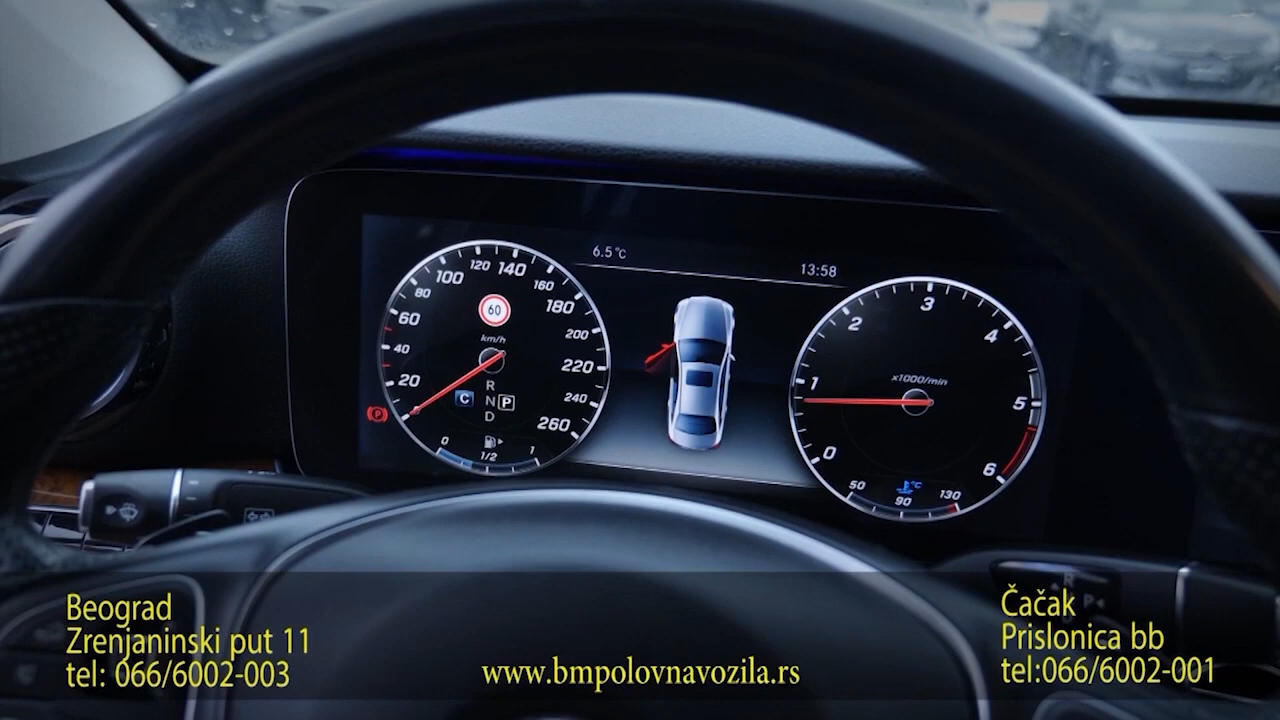 6.5°C
13:58
0
20
40
60
80
100
120
140
160
180
200
220
240
260
60
km/h
R
N
D
C
P
(P)
0
1/2
1
0
1
2
3
4
5
6
x1000/min
°C
50
90
130
R
P
Beograd
Zrenjaninski put 11
tel: 066/6002-003
www.bmpolovnavozila.rs
Čačak
Prislonica bb
tel:066/6002-001